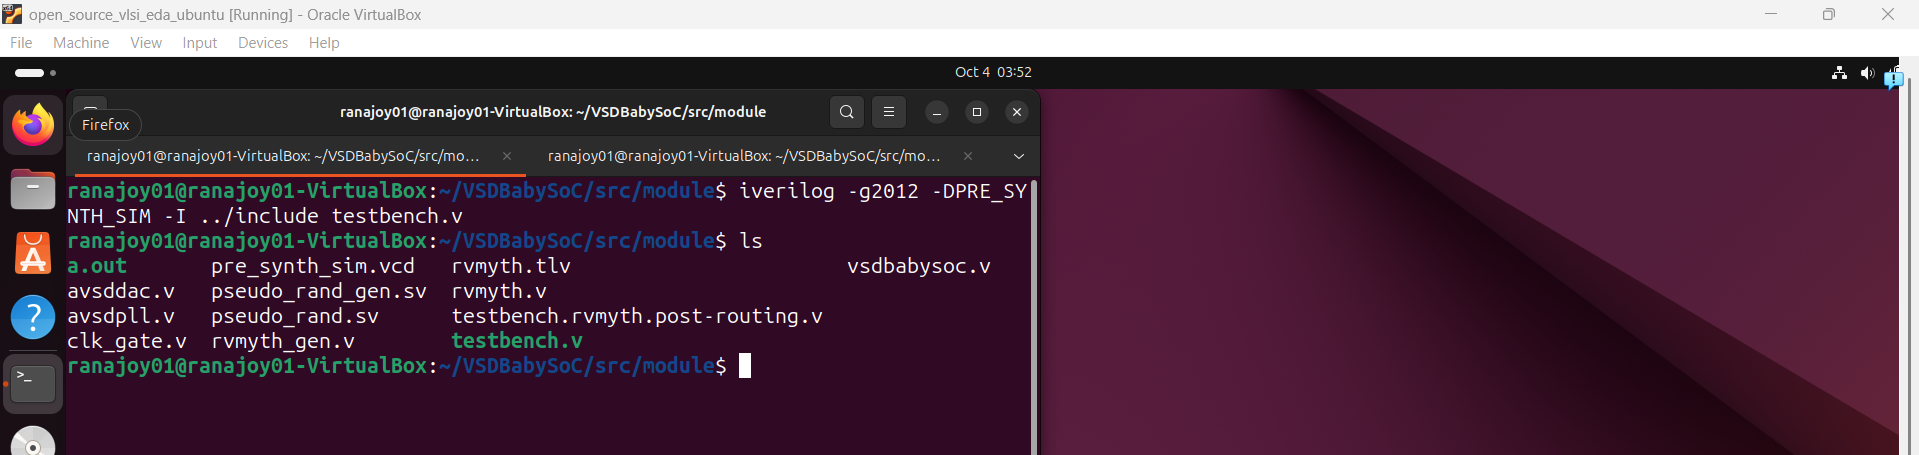 open_source_vlsi_eda_ubuntu [Running] - Oracle VirtualBox
File Machine View Input Devices Help
Oct 4 03:52
ranajoy01@ranajoy01-VirtualBox: ~/VSDBabySoC/src/module
Firefox
ranajoy01@ranajoy01-VirtualBox: ~/VSDBabySoC/src/mo... × ranajoy01@ranajoy01-VirtualBox: ~/VSDBabySoC/src/mo... ×
ranajoy01@ranajoy01-VirtualBox:~/VSDBabySoC/src/module$ iverilog -g2012 -DPRE_SY
NTH_SIM -I ../include testbench.v
ranajoy01@ranajoy01-VirtualBox:~/VSDBabySoC/src/module$ ls
a.out pre_synth_sim.vcd rvmyth.tlv vsdbabysoc.v
avsddac.v pseudo_rand_gen.sv rvmyth.v
avsdpll.v pseudo_rand.sv testbench.rvmyth.post-routing.v
clk_gate.v rvmyth_gen.v testbench.v
ranajoy01@ranajoy01-VirtualBox:~/VSDBabySoC/src/module$